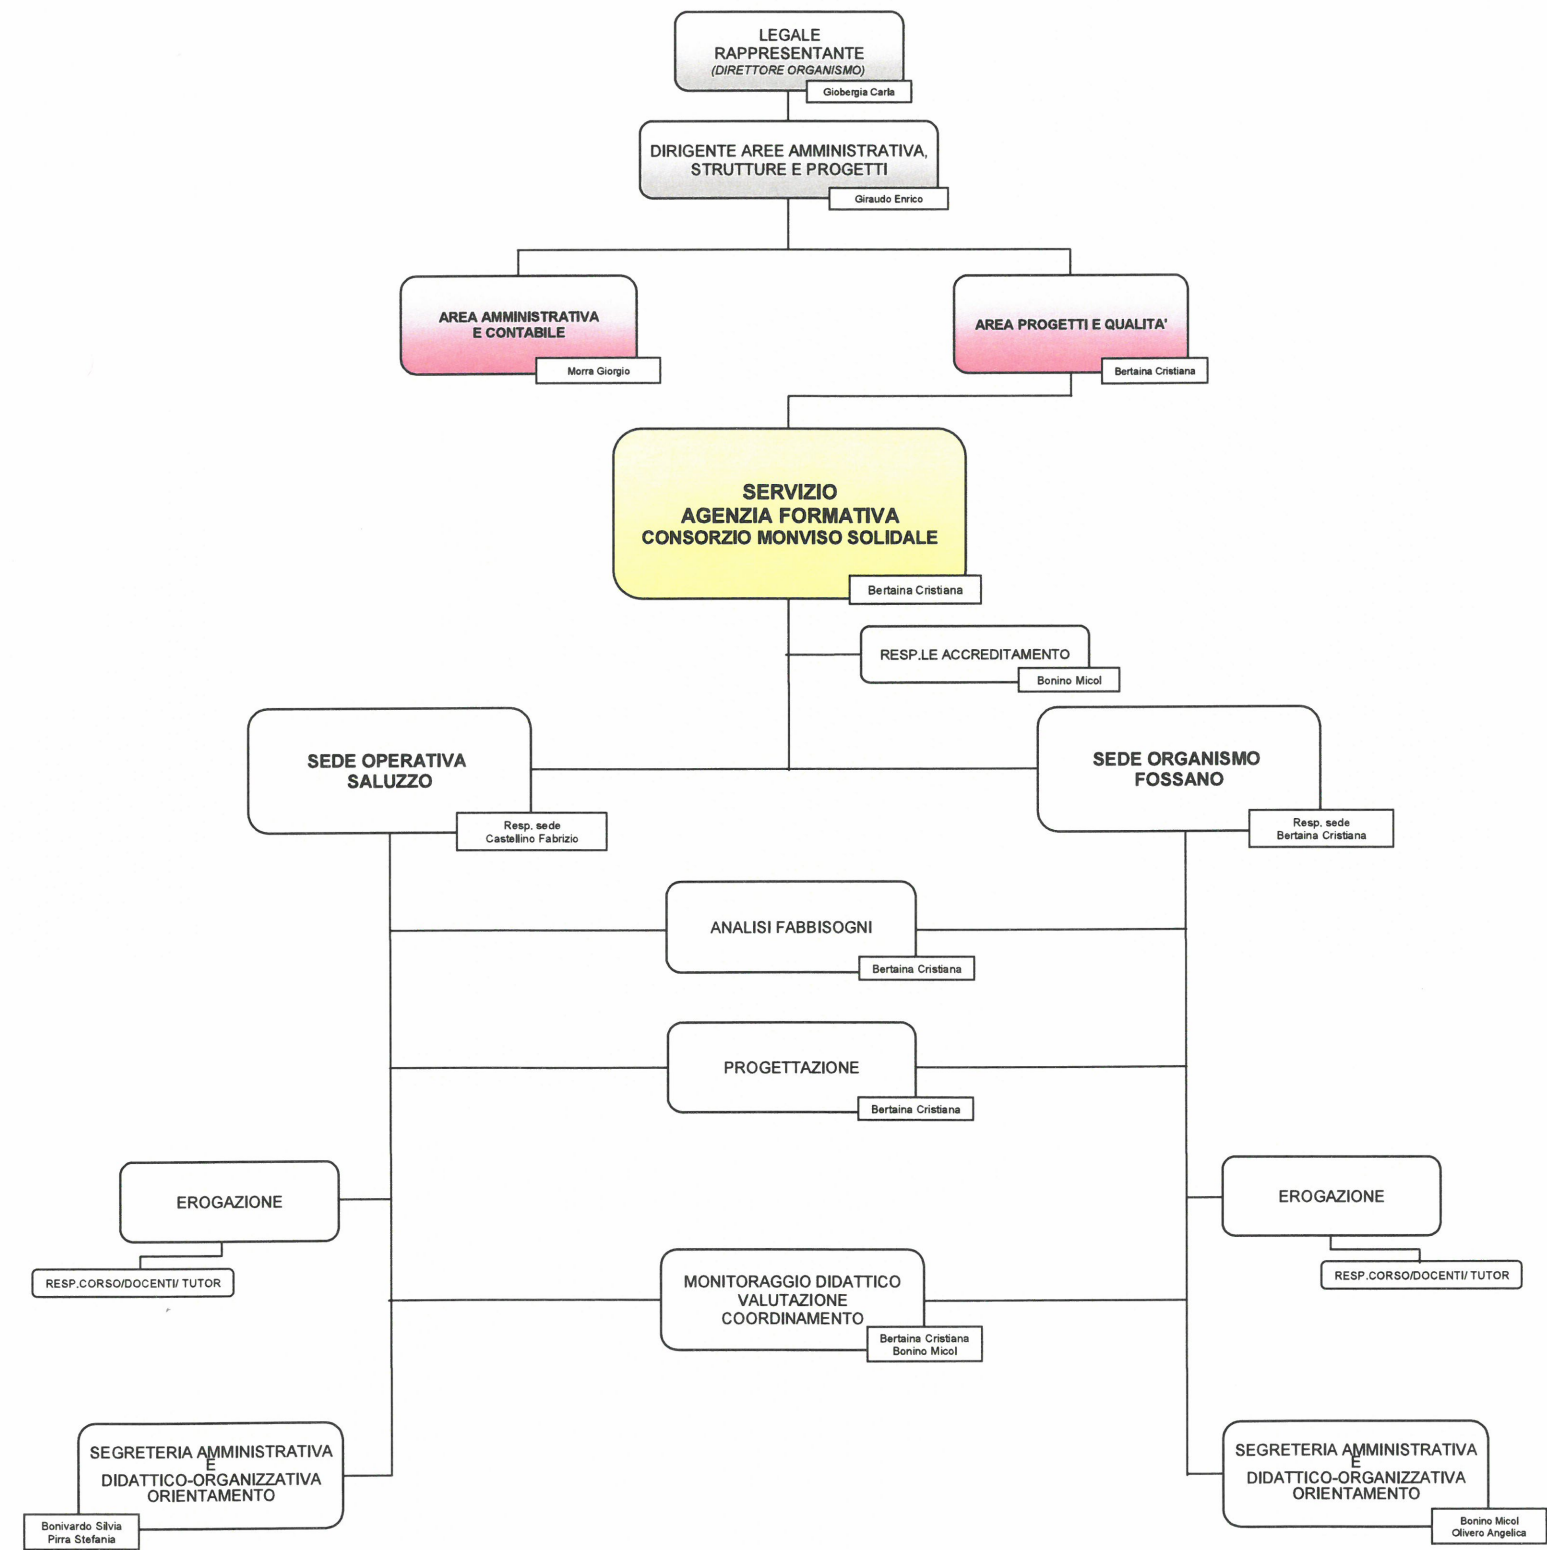 LEGALE
RAPPRESENTANTE
(DIRETTORE ORGANISMO)
Giobergia Carla
DIRIGENTE AREE AMMINISTRATIVA,
STRUTTURE E PROGETTI
Giraudo Enrico
AREA AMMINISTRATIVA
E CONTABILE
Morra Giorgio
AREA PROGETTI E QUALITA'
Bertaina Cristiana
SERVIZIO
AGENZIA FORMATIVA
CONSORZIO MONVISO SOLIDALE
Bertaina Cristiana
RESP.LE ACCREDITAMENTO
Bonino Micol
SEDE OPERATIVA
SALUZZO
Resp. sede
Castellino Fabrizio
SEDE ORGANISMO
FOSSANO
Resp. sede
Bertaina Cristiana
ANALISI FABBISOGNI
Bertaina Cristiana
PROGETTAZIONE
Bertaina Cristiana
EROGAZIONE
RESP.CORSO/DOCENTI/ TUTOR
EROGAZIONE
RESP.CORSO/DOCENTI/ TUTOR
MONITORAGGIO DIDATTICO
VALUTAZIONE
COORDINAMENTO
Bertaina Cristiana
Bonino Micol
SEGRETERIA AMMINISTRATIVA
E
DIDATTICO-ORGANIZZATIVA
ORIENTAMENTO
Bonivardo Silvia
Pirra Stefania
SEGRETERIA AMMINISTRATIVA
E
DIDATTICO-ORGANIZZATIVA
ORIENTAMENTO
Bonino Micol
Olivero Angelica